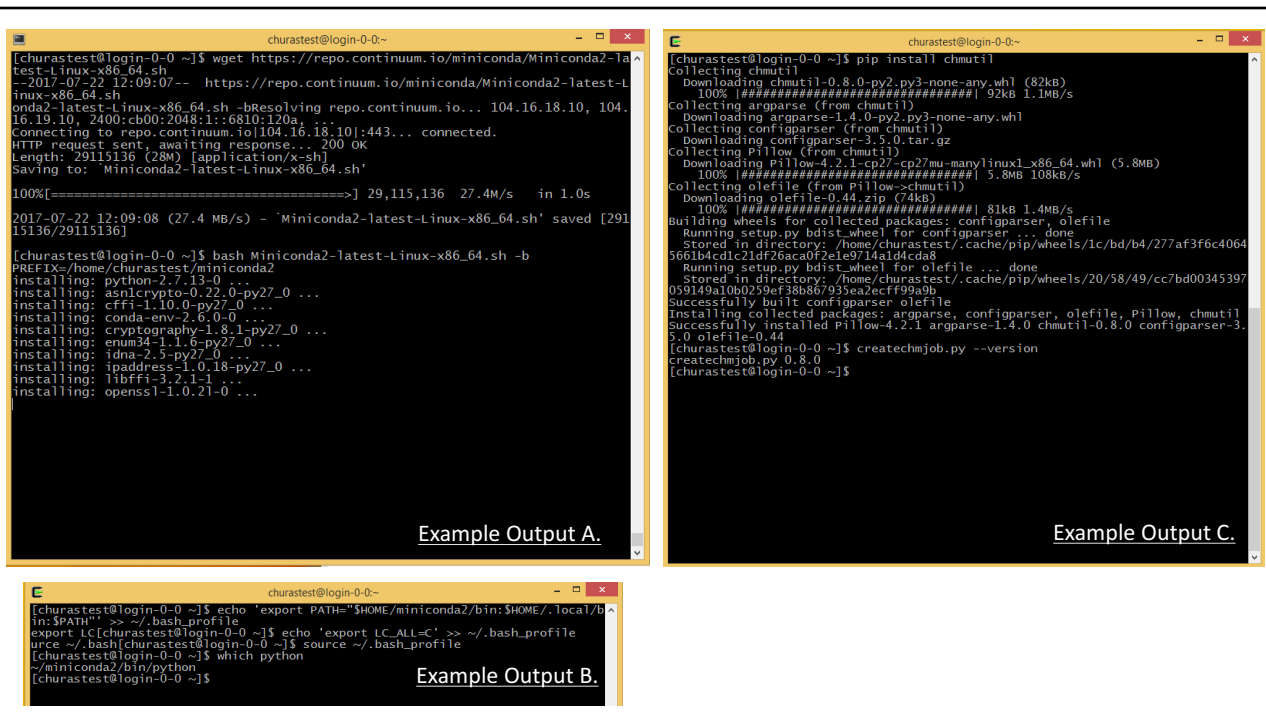 churastest@login-0-0:~
[churastest@login-0-0 ~]$ wget https://repo.continuum.io/miniconda/Miniconda2-la
test-Linux-x86_64.sh
--2017-07-22 12:09:07-- https://repo.continuum.io/miniconda/Miniconda2-latest-L
inux-x86_64.sh
onda2-latest-Linux-x86_64.sh -bResolving repo.continuum.io... 104.16.18.10, 104.
16.19.10, 2400:cb00:2048:1::6810:120a, ...
Connecting to repo.continuum.io|104.16.18.10|:443... connected.
HTTP request sent, awaiting response... 200 OK
Length: 29115136 (28M) [application/x-sh]
Saving to: `Miniconda2-latest-Linux-x86_64.sh'
100%[======================================>] 29,115,136 27.4M/s in 1.0s
2017-07-22 12:09:08 (27.4 MB/s) - `Miniconda2-latest-Linux-x86_64.sh' saved [291
15136/29115136]
[churastest@login-0-0 ~]$ bash Miniconda2-latest-Linux-x86_64.sh -b
PREFIX=/home/churastest/miniconda2
installing: python-2.7.13-0 ...
installing: asn1crypto-0.22.0-py27_0 ...
installing: cffi-1.10.0-py27_0 ...
installing: conda-env-2.6.0-0 ...
installing: cryptography-1.8.1-py27_0 ...
installing: enum34-1.1.6-py27_0 ...
installing: idna-2.5-py27_0 ...
installing: ipaddress-1.0.18-py27_0 ...
installing: libffi-3.2.1-1 ...
installing: openssl-1.0.2l-0 ...
Example Output A.
churastest@login-0-0:~
[churastest@login-0-0 ~]$ pip install chmutil
Collecting chmutil
Downloading chmutil-0.8.0-py2.py3-none-any.whl (82kB)
100% |################################| 92kB 1.1MB/s
Collecting argparse (from chmutil)
Downloading argparse-1.4.0-py2.py3-none-any.whl
Collecting configparser (from chmutil)
Downloading configparser-3.5.0.tar.gz
Collecting Pillow (from chmutil)
Downloading Pillow-4.2.1-cp27-cp27mu-manylinux1_x86_64.whl (5.8MB)
100% |################################| 5.8MB 108kB/s
Collecting olefile (from Pillow->chmutil)
Downloading olefile-0.44.zip (74kB)
100% |################################| 81kB 1.4MB/s
Building wheels for collected packages: configparser, olefile
Running setup.py bdist_wheel for configparser ... done
Stored in directory: /home/churastest/.cache/pip/wheels/1c/bd/b4/277af3f6c4064
5661b4cd1c21df26aca0f2e1e9714a1d4cda8
Running setup.py bdist_wheel for olefile ... done
Stored in directory: /home/churastest/.cache/pip/wheels/20/58/49/cc7bd00345397
059149a10b0259ef38b867935ea2ecff99a9b
Successfully built configparser olefile
Installing collected packages: argparse, configparser, olefile, Pillow, chmutil
Successfully installed Pillow-4.2.1 argparse-1.4.0 chmutil-0.8.0 configparser-3.
5.0 olefile-0.44
[churastest@login-0-0 ~]$ createchmjob.py --version
createchmjob.py 0.8.0
[churastest@login-0-0 ~]$
Example Output C.
churastest@login-0-0:~
[churastest@login-0-0 ~]$ echo 'export PATH="$HOME/miniconda2/bin:$HOME/.local/b
in:$PATH"' >> ~/.bash_profile
export LC[churastest@login-0-0 ~]$ echo 'export LC_ALL=C' >> ~/.bash_profile
urce ~/.bash[churastest@login-0-0 ~]$ source ~/.bash_profile
[churastest@login-0-0 ~]$ which python
~/miniconda2/bin/python
[churastest@login-0-0 ~]$
Example Output B.